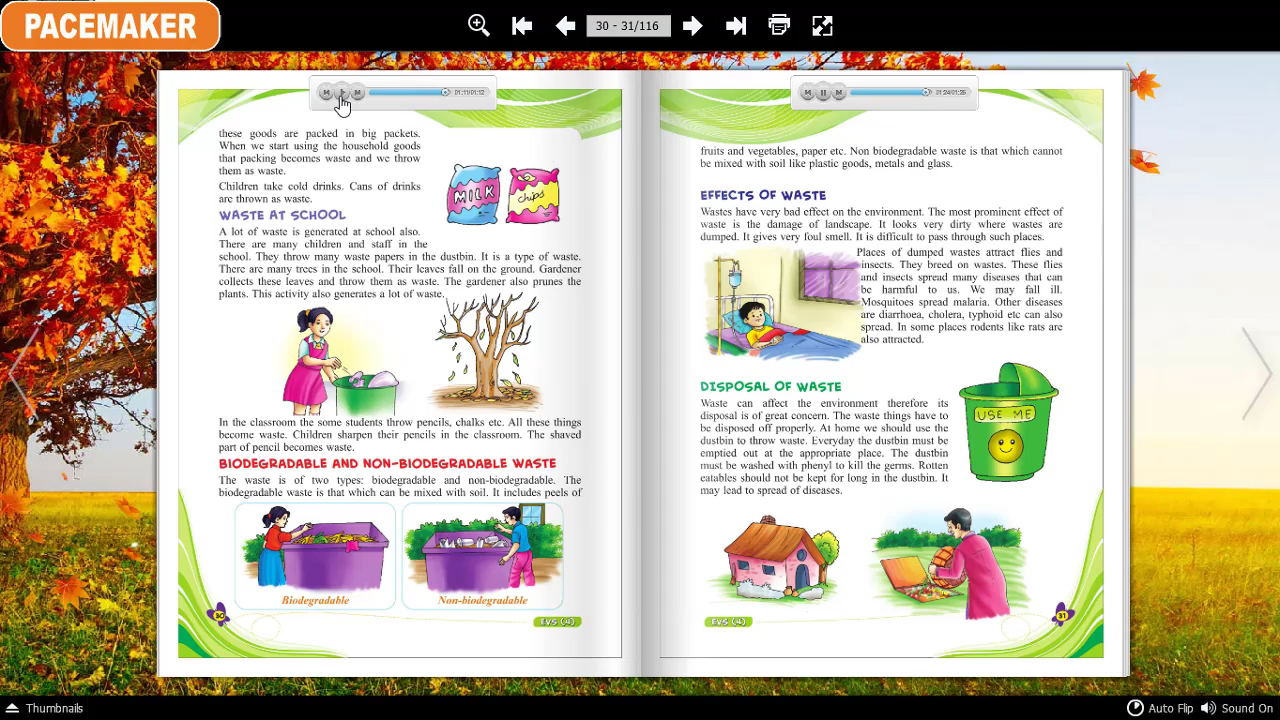 PACEMAKER
30 - 31/116
01:11/01:12
these goods are packed in big packets.
When we start using the household goods
that packing becomes waste and we throw
them as waste.
Children take cold drinks. Cans of drinks
are thrown as waste.
MILK
chips
WASTE AT SCHOOL
A lot of waste is generated at school also.
There are many children and staff in the
school. They throw many waste papers in the dustbin. It is a type of waste.
There are many trees in the school. Their leaves fall on the ground. Gardener
collects these leaves and throw them as waste. The gardener also prunes the
plants. This activity also generates a lot of waste.
In the classroom the some students throw pencils, chalks etc. All these things
become waste. Children sharpen their pencils in the classroom. The shaved
part of pencil becomes waste.
BIODEGRADABLE AND NON-BIODEGRADABLE WASTE
The waste is of two types: biodegradable and non-biodegradable. The
biodegradable waste is that which can be mixed with soil. It includes peels of
Biodegradable
Non-biodegradable
30
EVS (4)
01:24/01:26
fruits and vegetables, paper etc. Non biodegradable waste is that which cannot
be mixed with soil like plastic goods, metals and glass.
EFFECTS OF WASTE
Wastes have very bad effect on the environment. The most prominent effect of
waste is the damage of landscape. It looks very dirty where wastes are
dumped. It gives very foul smell. It is difficult to pass through such places.
Places of dumped wastes attract flies and
insects. They breed on wastes. These flies
and insects spread many diseases that can
be harmful to us. We may fall ill.
Mosquitoes spread malaria. Other diseases
are diarrhoea, cholera, typhoid etc can also
spread. In some places rodents like rats are
also attracted.
DISPOSAL OF WASTE
Waste can affect the environment therefore its
disposal is of great concern. The waste things have to
be disposed off properly. At home we should use the
dustbin to throw waste. Everyday the dustbin must be
emptied out at the appropriate place. The dustbin
must be washed with phenyl to kill the germs. Rotten
eatables should not be kept for long in the dustbin. It
may lead to spread of diseases.
USE ME
EVS (4)
31
Thumbnails
Auto Flip
Sound On